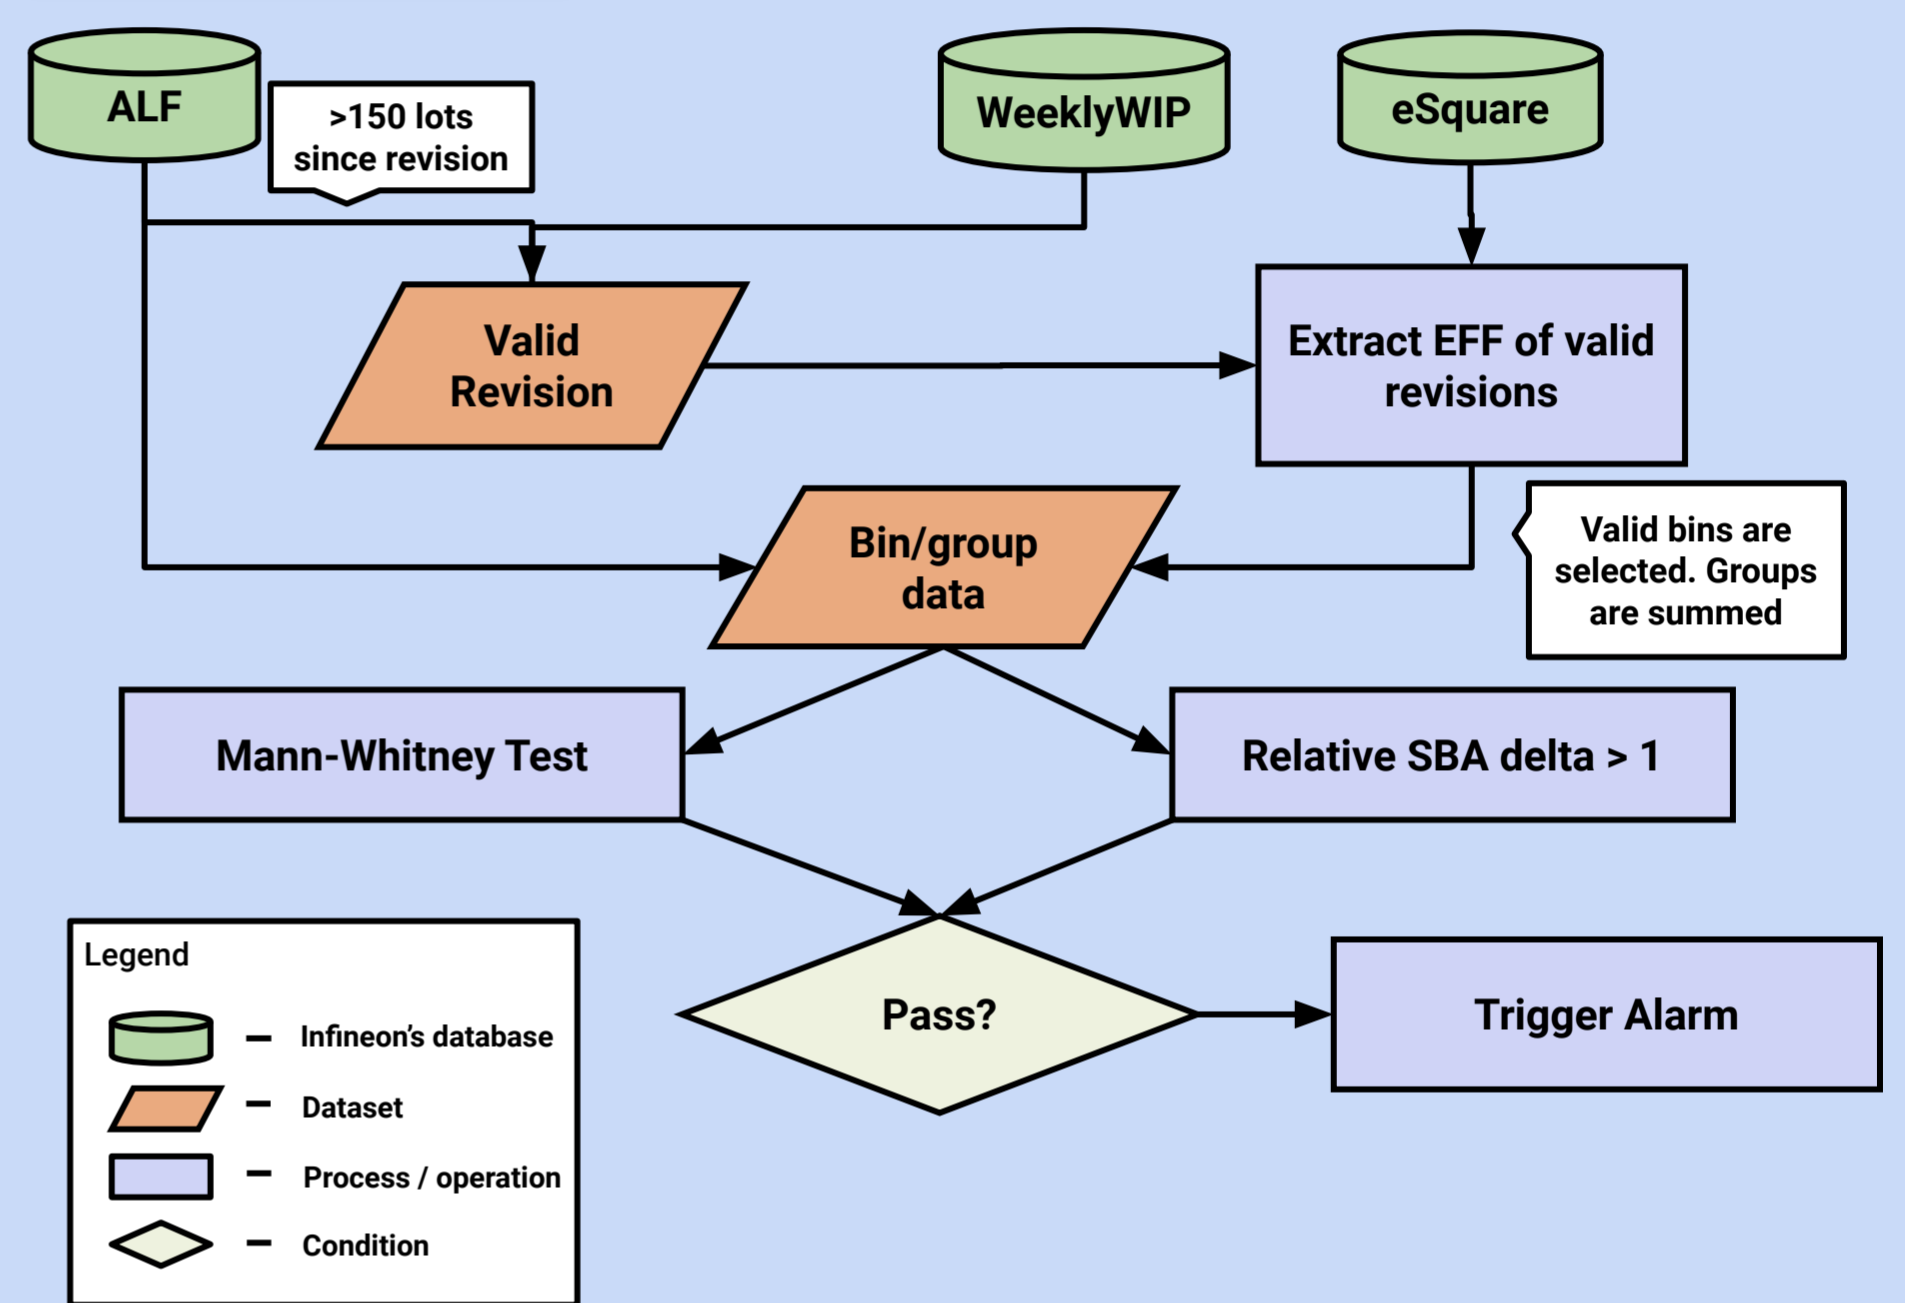 ALF
>150 lots
since revision
WeeklyWIP
eSquare
Valid
Revision
Extract EFF of valid
revisions
Bin/group
data
Valid bins are
selected. Groups
are summed
Mann-Whitney Test
Relative SBA delta > 1
Pass?
Trigger Alarm
Legend
– Infineon's database
– Dataset
– Process / operation
– Condition